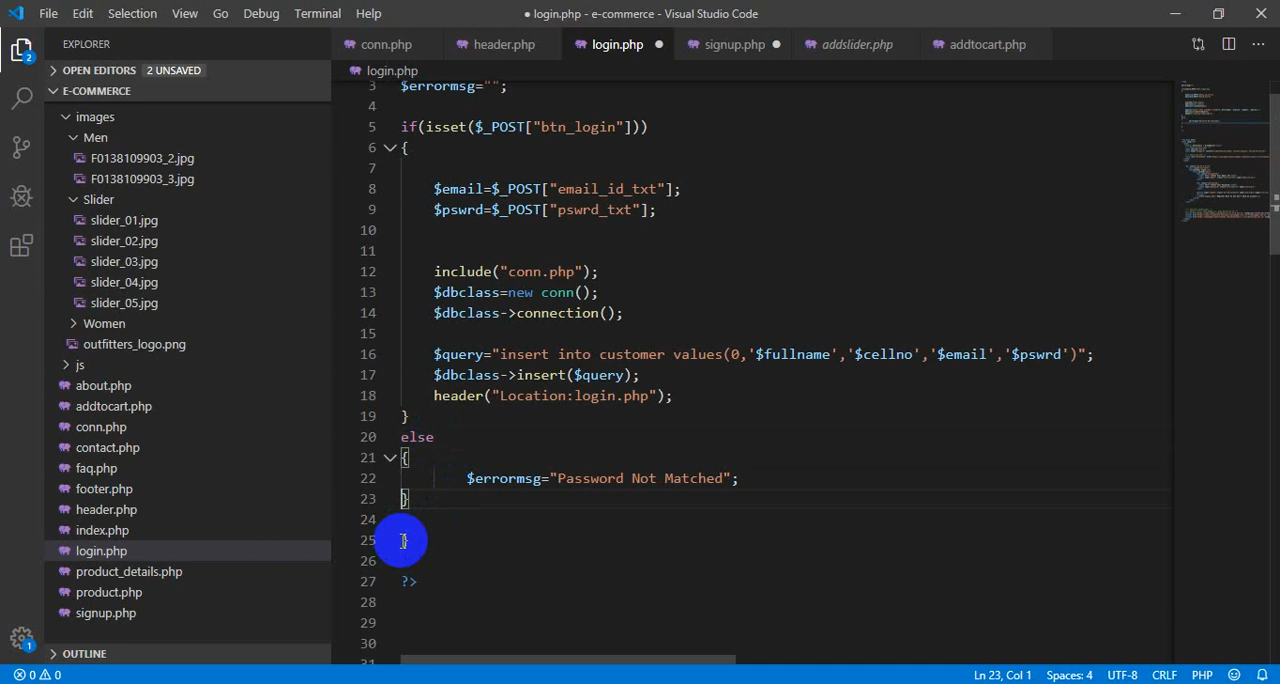 File Edit Selection View Go Debug Terminal Help
● login.php - e-commerce - Visual Studio Code
EXPLORER
conn.php header.php login.php signup.php addslider.php addtocart.php
OPEN EDITORS 2 UNSAVED
login.php
E-COMMERCE
images
Men
F0138109903_2.jpg
F0138109903_3.jpg
Slider
slider_01.jpg
slider_02.jpg
slider_03.jpg
slider_04.jpg
slider_05.jpg
Women
outfitters_logo.png
js
about.php
addtocart.php
conn.php
contact.php
faq.php
footer.php
header.php
index.php
login.php
product_details.php
product.php
signup.php
OUTLINE
2
1
3 $errormsg="";
4
5 if(isset($_POST["btn_login"]))
6 {
7
8 $email=$_POST["email_id_txt"];
9 $pswrd=$_POST["pswrd_txt"];
10
11
12 include("conn.php");
13 $dbclass=new conn();
14 $dbclass->connection();
15
16 $query="insert into customer values(0,'$fullname','$cellno','$email','$pswrd')";
17 $dbclass->insert($query);
18 header("Location:login.php");
19 }
20 else
21 {
22 $errormsg="Password Not Matched";
23 }
24
25 }
26
27 ?>
28
29
30
31
0 0 Ln 23, Col 1 Spaces: 4 UTF-8 CRLF PHP